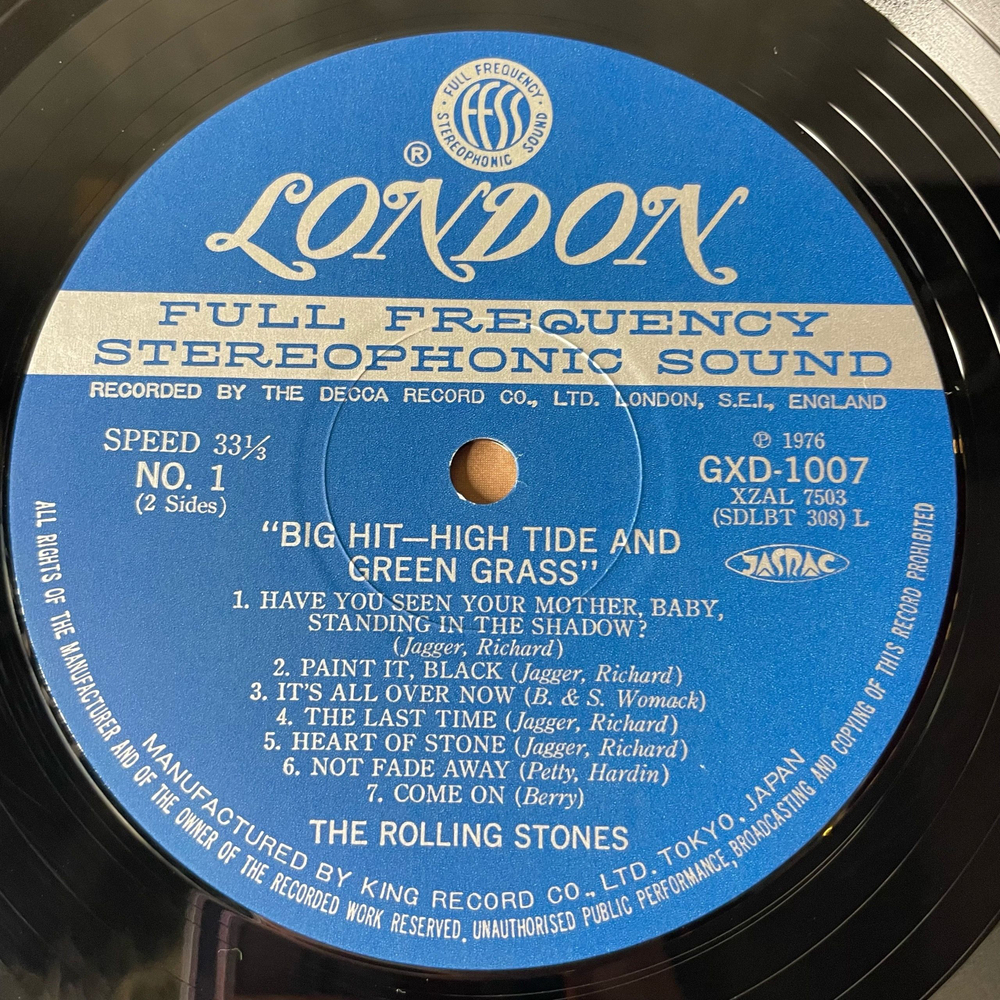 FULL FREQUENCY
FFSS
STEREOPHONIC SOUND
®
LONDON
FULL FREQUENCY
STEREOPHONIC SOUND
RECORDED BY THE DECCA RECORD CO., LTD. LONDON, S.E.I., ENGLAND
SPEED 33⅓
NO. 1
(2 Sides)
℗ 1976
GXD-1007
XZAL 7503
(SDLBT 308) L
JASRAC
"BIG HIT—HIGH TIDE AND
GREEN GRASS"
1. HAVE YOU SEEN YOUR MOTHER, BABY,
STANDING IN THE SHADOW?
(Jagger, Richard)
2. PAINT IT, BLACK (Jagger, Richard)
3. IT'S ALL OVER NOW (B. & S. Womack)
4. THE LAST TIME (Jagger, Richard)
5. HEART OF STONE (Jagger, Richard)
6. NOT FADE AWAY (Petty, Hardin)
7. COME ON (Berry)
THE ROLLING STONES
MANUFACTURED BY KING RECORD CO., LTD. TOKYO, JAPAN
ALL RIGHTS OF THE MANUFACTURER AND OF THE OWNER OF THE RECORDED WORK RESERVED. UNAUTHORISED PUBLIC PERFORMANCE, BROADCASTING AND COPYING OF THIS RECORD PROHIBITED